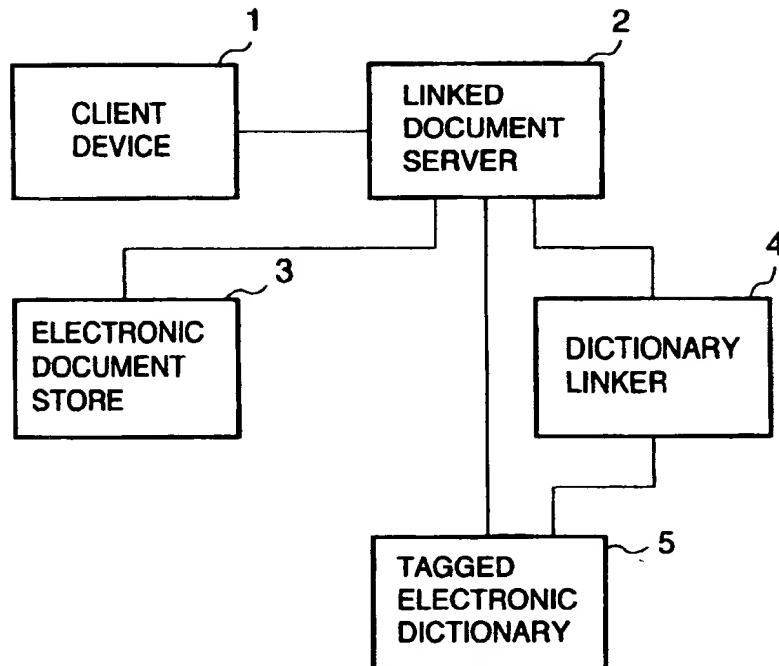 1
CLIENT
DEVICE
2
LINKED
DOCUMENT
SERVER
3
ELECTRONIC
DOCUMENT
STORE
4
DICTIONARY
LINKER
5
TAGGED
ELECTRONIC
DICTIONARY